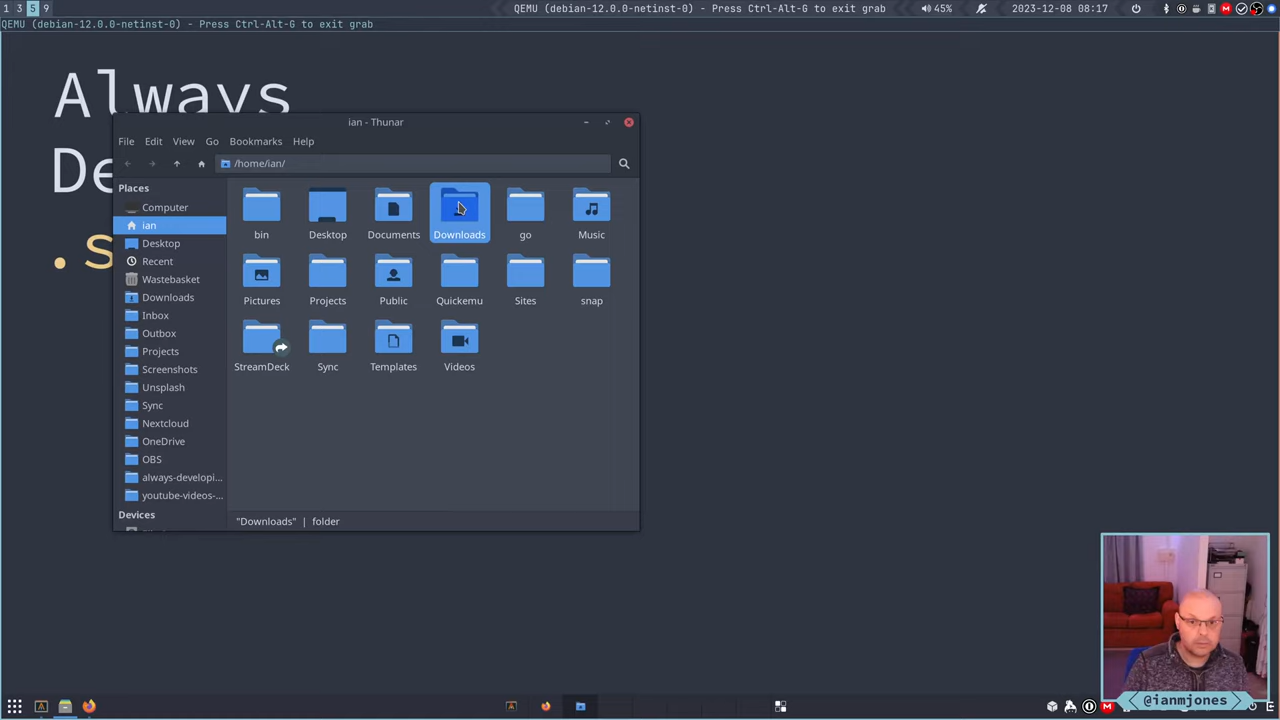 1 3 5 9 QEMU (debian-12.0.0-netinst-0) - Press Ctrl-Alt-G to exit grab 45% 2023-12-08 08:17
QEMU (debian-12.0.0-netinst-0) - Press Ctrl-Alt-G to exit grab
Always
ian - Thunar
File Edit View Go Bookmarks Help
/home/ian/
De
.s
Places
Computer
ian
Desktop
Recent
Wastebasket
Downloads
Inbox
Outbox
Projects
Screenshots
Unsplash
Sync
Nextcloud
OneDrive
OBS
always-developi...
youtube-videos-...
Devices
bin Desktop Documents Downloads go Music
Pictures Projects Public Quickemu Sites snap
StreamDeck Sync Templates Videos
"Downloads" | folder
@ianmjones